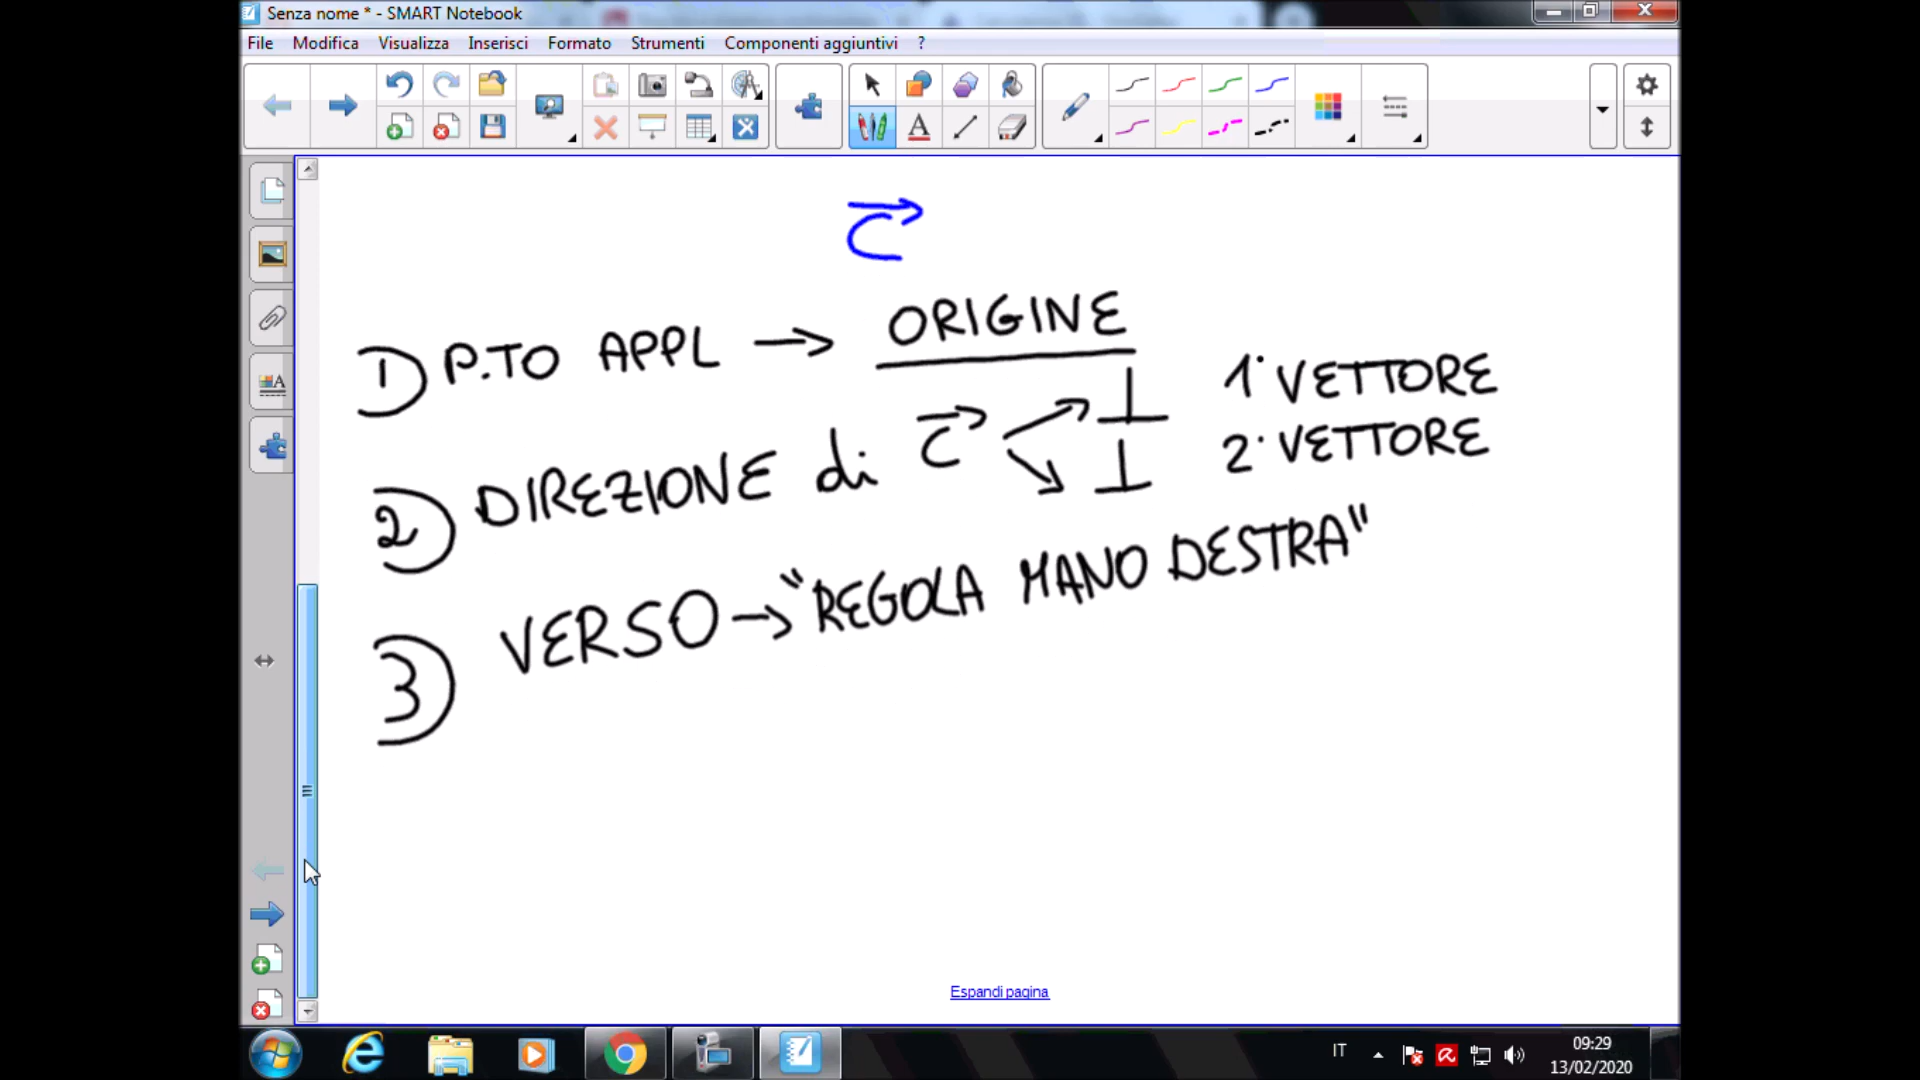 Senza nome * - SMART Notebook
File Modifica Visualizza Inserisci Formato Strumenti Componenti aggiuntivi ?
C
1) P.TO APPL → ORIGINE
2) DIREZIONE di C ⊥ 1° VETTORE
⊥ 2° VETTORE
3) VERSO → "REGOLA MANO DESTRA"
Espandi pagina
IT
09:29
13/02/2020